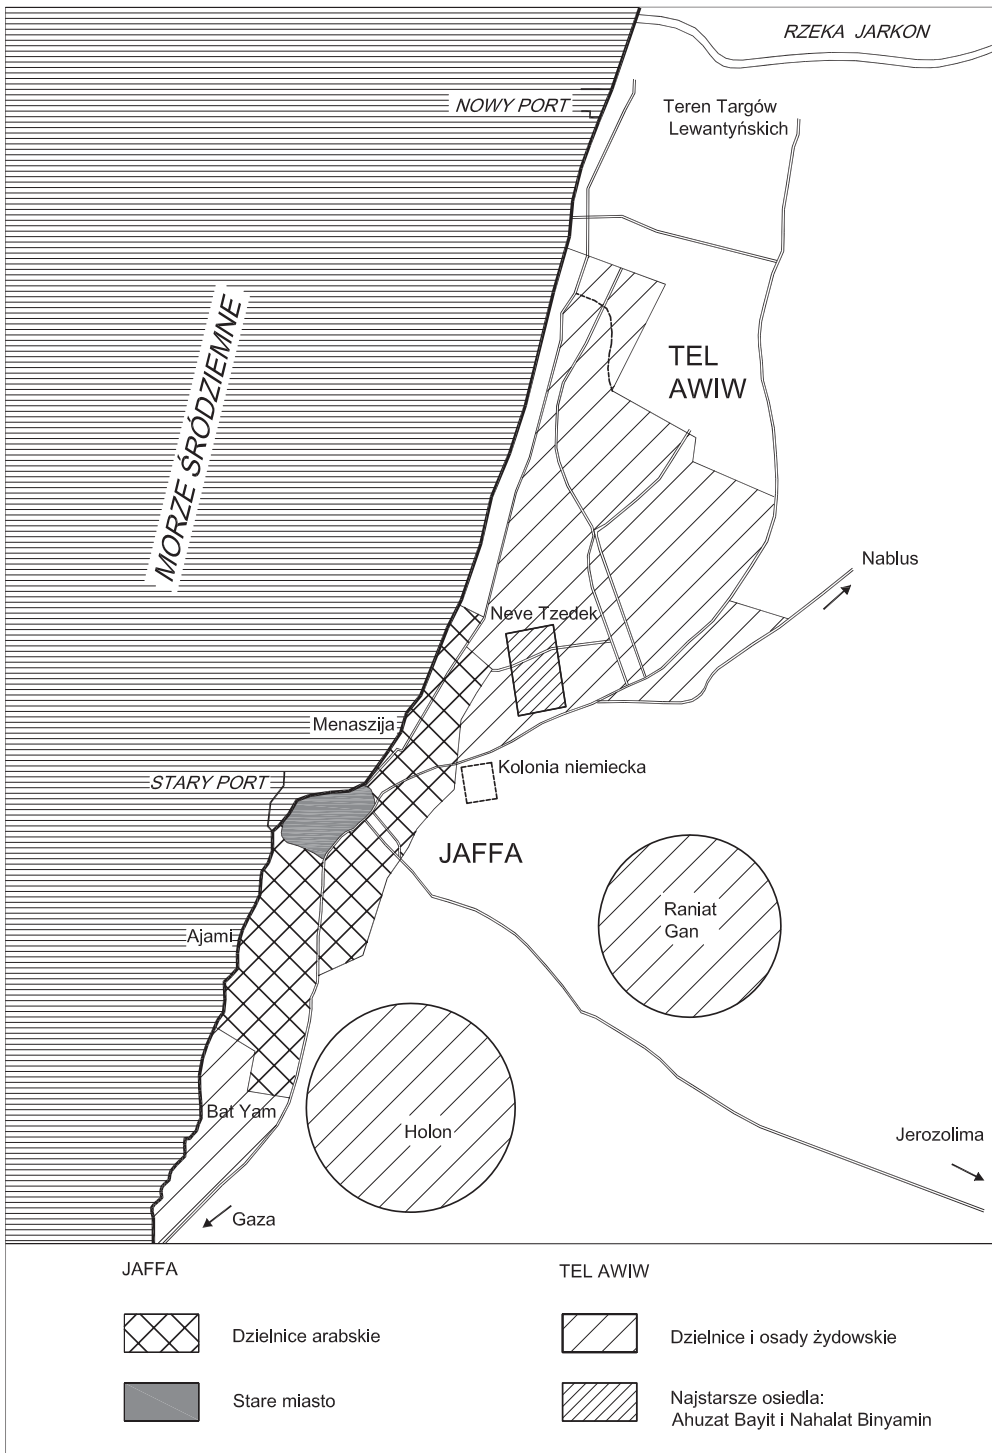 RZEKA JARKON
NOWY PORT
Teren Targów
Lewantyńskich
MORZE ŚRÓDZIEMNE
TEL
AWIW
Nablus
Neve Tzedek
Menaszija
Kolonia niemiecka
STARY PORT
JAFFA
Raniat
Gan
Ajami
Bat Yam
Holon
Jerozolima
Gaza
JAFFA
Dzielnice arabskie
Stare miasto
TEL AWIW
Dzielnice i osady żydowskie
Najstarsze osiedla:
Ahuzat Bayit i Nahalat Binyamin